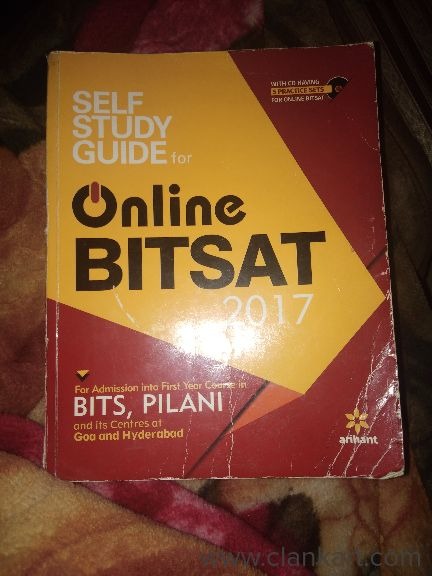 WITH CD HAVING
5 PRACTICE SETS
FOR ONLINE BITSAT
SELF
STUDY
GUIDE for
Online
BITSAT
2017
For Admission into First Year Course in
BITS, PILANI
and its Centres at
Goa and Hyderabad
arihant
www.clankart.com